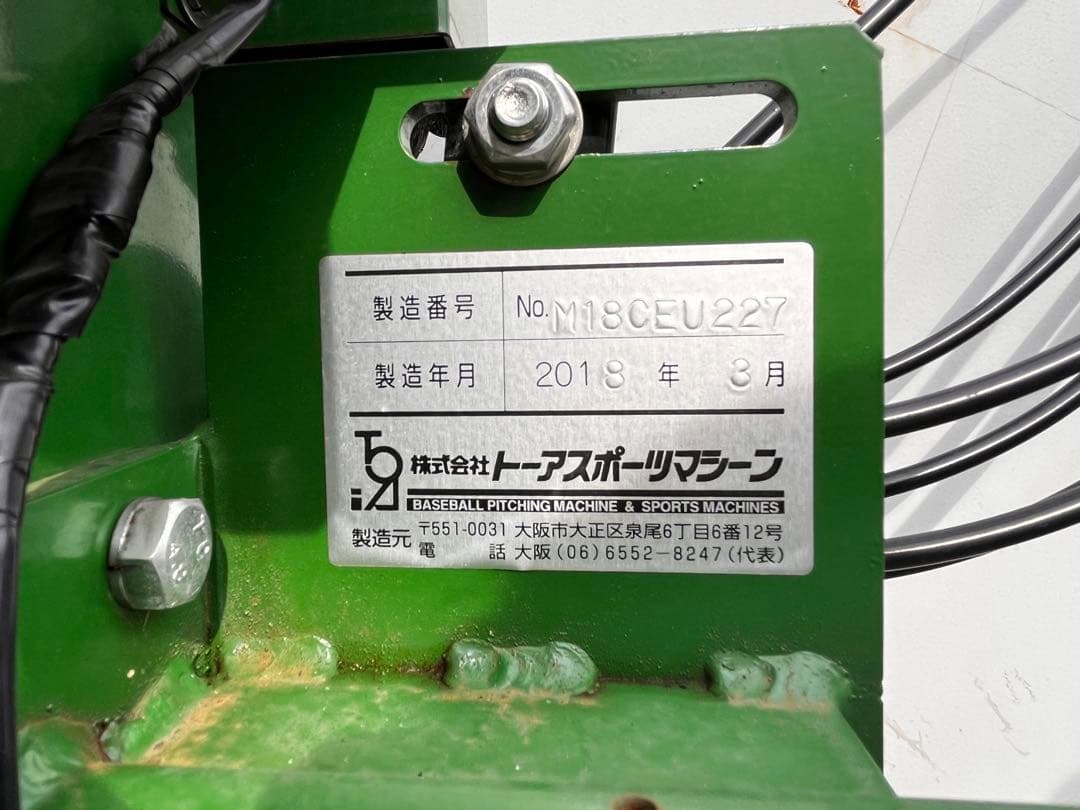 製造番号 No. M18CEU227
製造年月 2018 年 3 月
TOA 株式会社 トーアスポーツマシーン
BASEBALL PITCHING MACHINE & SPORTS MACHINES
製造元 〒551-0031 大阪市大正区泉尾6丁目6番12号
電話 大阪(06)6552-8247(代表)